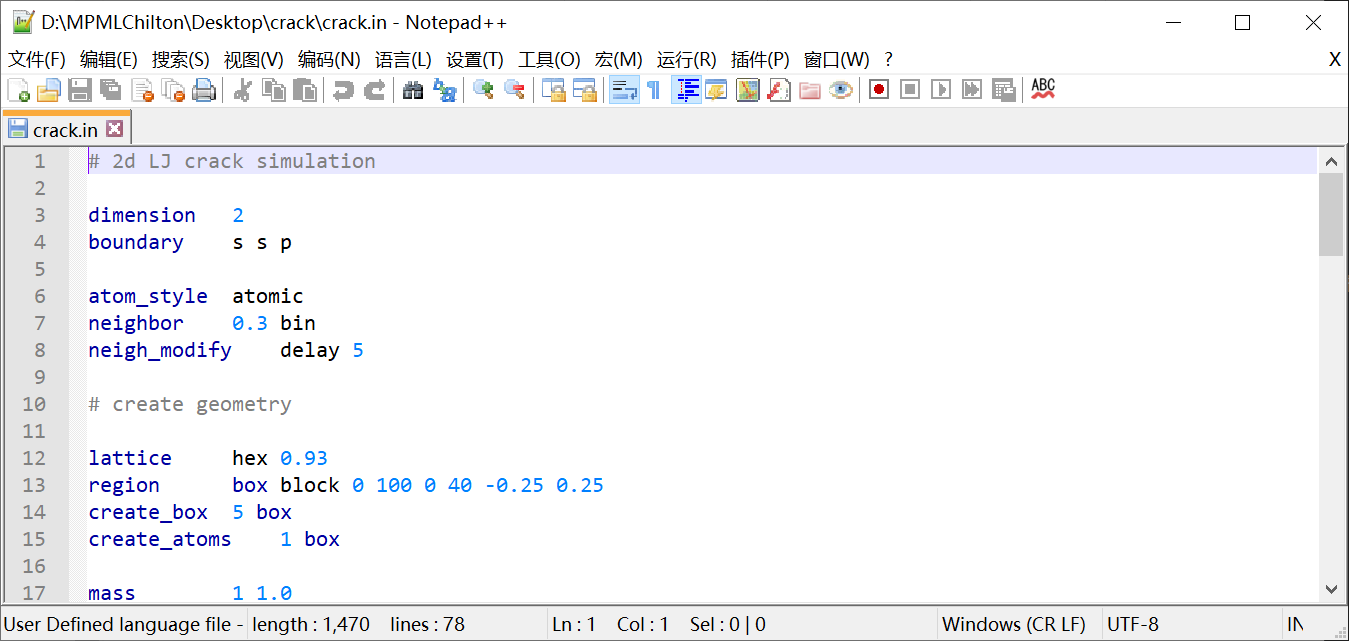 D:\MPMLChilton\Desktop\crack\crack.in - Notepad++
文件(F) 编辑(E) 搜索(S) 视图(V) 编码(N) 语言(L) 设置(T) 工具(O) 宏(M) 运行(R) 插件(P) 窗口(W) ? X
ABC
crack.in
1 # 2d LJ crack simulation
2
3 dimension 2
4 boundary s s p
5
6 atom_style atomic
7 neighbor 0.3 bin
8 neigh_modify delay 5
9
10 # create geometry
11
12 lattice hex 0.93
13 region box block 0 100 0 40 -0.25 0.25
14 create_box 5 box
15 create_atoms 1 box
16
17 mass 1 1.0
User Defined language file - length : 1,470 lines : 78 Ln : 1 Col : 1 Sel : 0 | 0 Windows (CR LF) UTF-8 IN